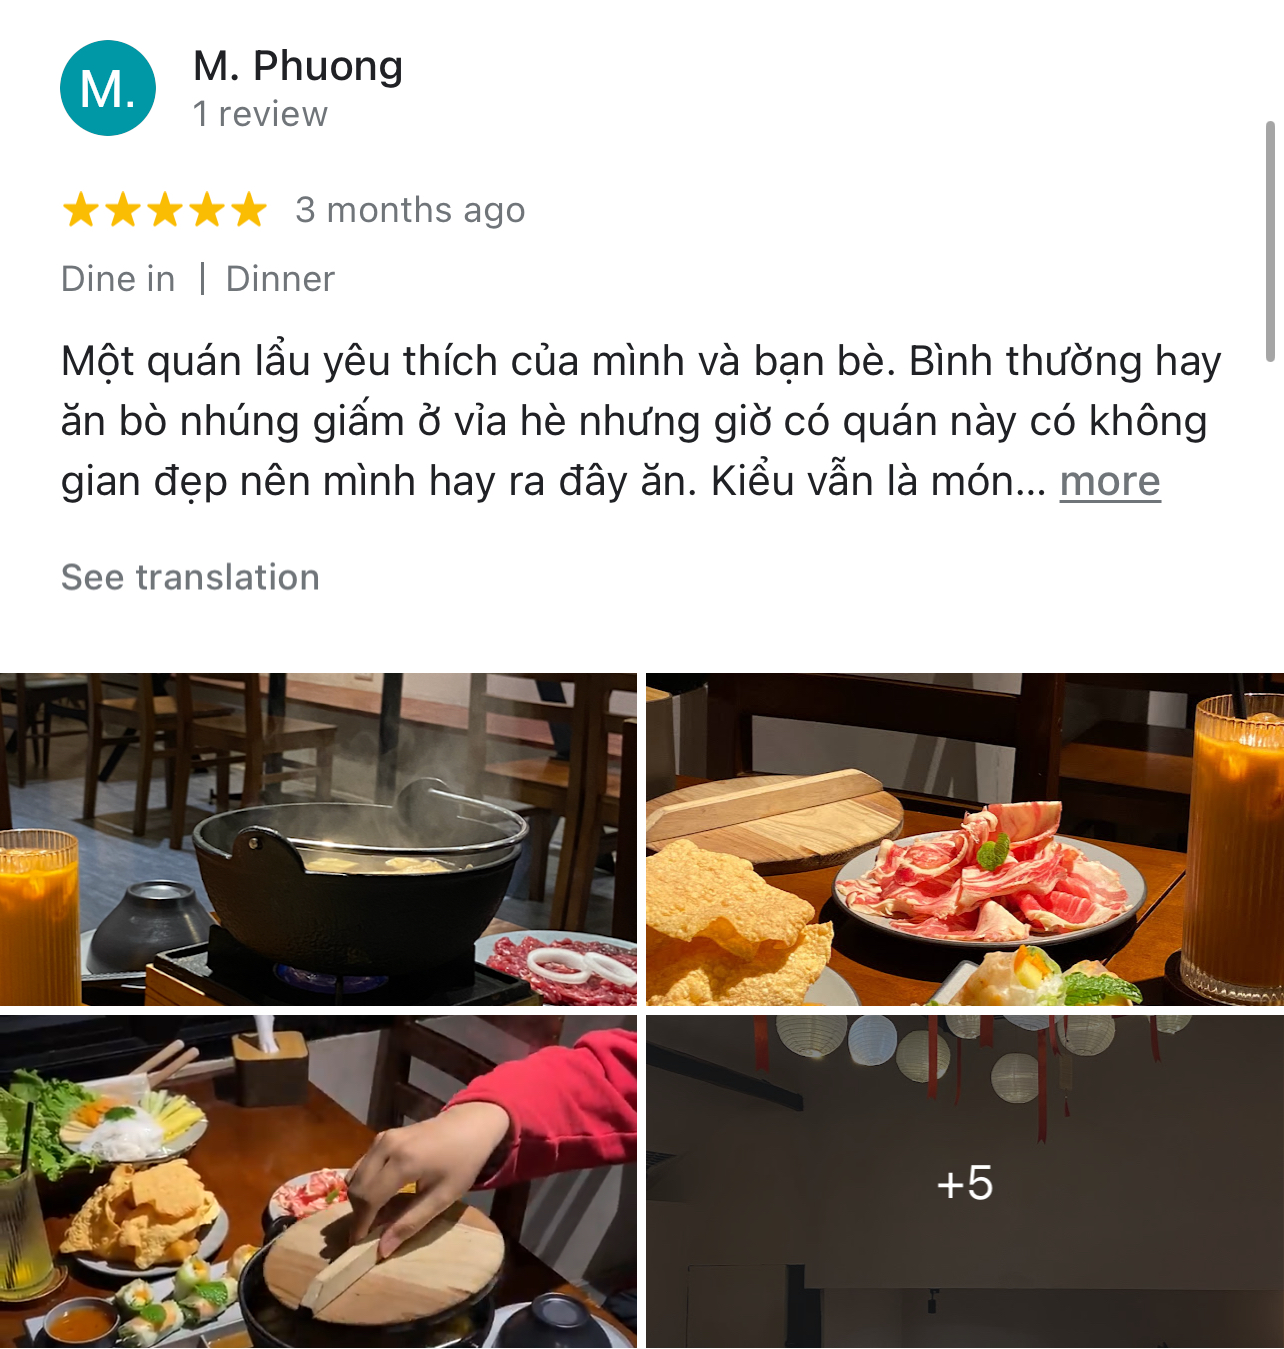 M.
M. Phuong
1 review
3 months ago
Dine in | Dinner
Một quán lẩu yêu thích của mình và bạn bè. Bình thường hay
ăn bò nhúng giấm ở vỉa hè nhưng giờ có quán này có không
gian đẹp nên mình hay ra đây ăn. Kiểu vẫn là món... more
See translation
+5